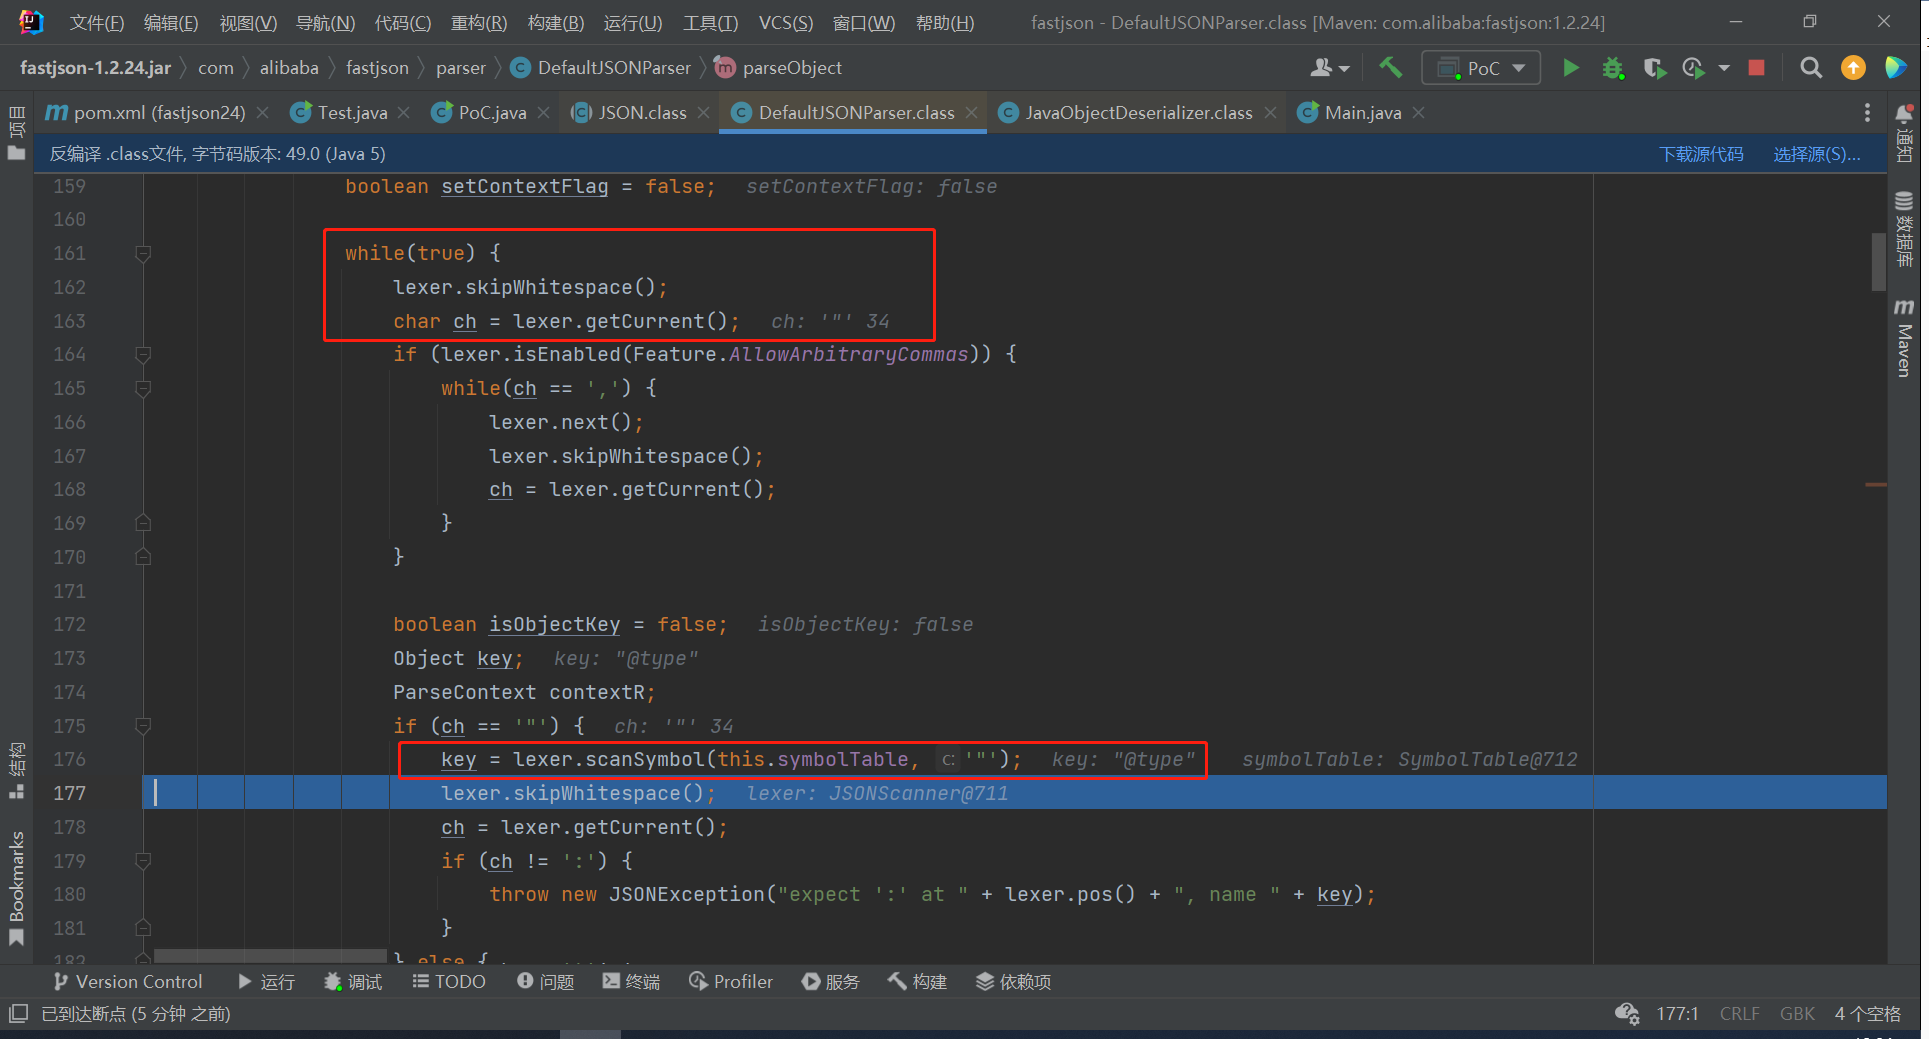 文件(F) 编辑(E) 视图(V) 导航(N) 代码(C) 重构(R) 构建(B) 运行(U) 工具(T) VCS(S) 窗口(W) 帮助(H) fastjson - DefaultJSONParser.class [Maven: com.alibaba:fastjson:1.2.24]
fastjson-1.2.24.jar com alibaba fastjson parser DefaultJSONParser parseObject PoC
pom.xml (fastjson24) Test.java PoC.java JSON.class DefaultJSONParser.class JavaObjectDeserializer.class Main.java
反编译 .class文件, 字节码版本: 49.0 (Java 5) 下载源代码 选择源(S)...
159 boolean setContextFlag = false; setContextFlag: false
160
161 while(true) {
162 lexer.skipWhitespace();
163 char ch = lexer.getCurrent(); ch: '"' 34
164 if (lexer.isEnabled(Feature.AllowArbitraryCommas)) {
165 while(ch == ',') {
166 lexer.next();
167 lexer.skipWhitespace();
168 ch = lexer.getCurrent();
169 }
170 }
171
172 boolean isObjectKey = false; isObjectKey: false
173 Object key; key: "@type"
174 ParseContext contextR;
175 if (ch == '"') { ch: '"' 34
176 key = lexer.scanSymbol(this.symbolTable, C: '"'); key: "@type" symbolTable: SymbolTable@712
177 lexer.skipWhitespace(); lexer: JSONScanner@711
178 ch = lexer.getCurrent();
179 if (ch != ':') {
180 throw new JSONException("expect ':' at " + lexer.pos() + ", name " + key);
181 }
182 } else {
项目
结构
Bookmarks
通知
数据库
Maven
Version Control 运行 调试 TODO 问题 终端 Profiler 服务 构建 依赖项
已到达断点 (5 分钟 之前) 177:1 CRLF GBK 4 个空格